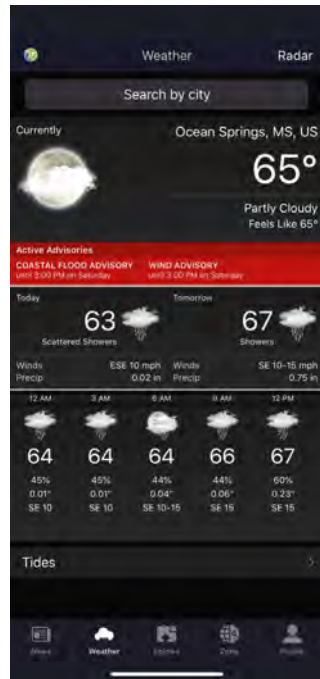 Weather
Radar
Search by city
Currently
Ocean Springs, MS, US
65°
Partly Cloudy
Feels Like 65°
Active Advisories
COASTAL FLOOD ADVISORY WIND ADVISORY
until 3:00 PM on Saturday until 3:00 PM on Saturday
Today Tomorrow
63 67
Scattered Showers Showers
Winds ESE 10 mph Winds SE 10-15 mph
Precip 0.02 in Precip 0.75 in
12 AM 3 AM 6 AM 9 AM 12 PM
64 64 64 66 67
45% 45% 44% 44% 60%
0.01" 0.01" 0.04" 0.06" 0.23"
SE 10 SE 10 SE 10-15 SE 15 SE 15
Tides
News Weather Zone